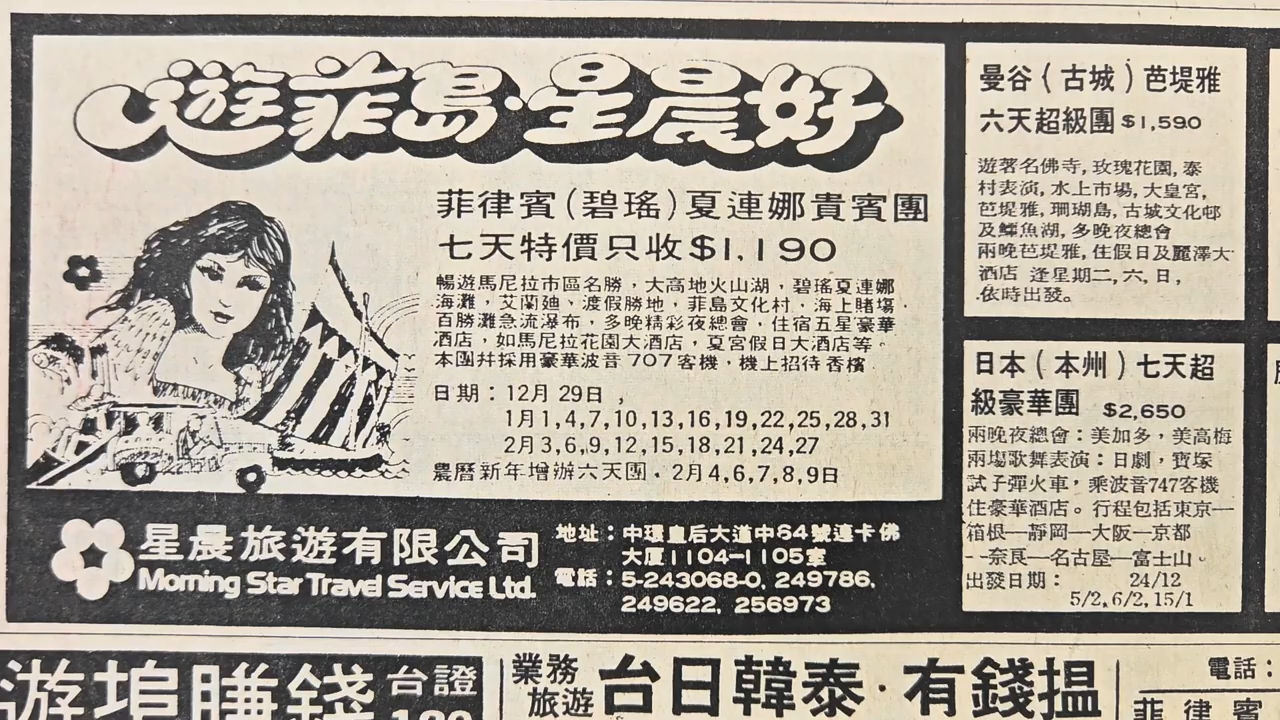 遊菲島·星晨好
菲律賓(碧瑤)夏連娜貴賓團
七天特價只收$1,190
暢遊馬尼拉市區名勝，大高地火山湖，碧瑤夏連娜
海灘，艾蘭廸、渡假勝地，菲島文化村，海上賭塲，
百勝灘急流瀑布，多晚精彩夜總會，住宿五星豪華
酒店，如馬尼拉花園大酒店，夏宮假日大酒店等。
本團幷採用豪華波音707客機，機上招待香檳
日期：12月29日，
1月1,4,7,10,13,16,19,22,25,28,31
2月3,6,9,12,15,18,21,24,27
農曆新年增辦六天團．2月4,6,7,8,9日
星晨旅遊有限公司
Morning Star Travel Service Ltd.
地址：中環皇后大道中64號連卡佛
大厦1104—1105室
電話：5-243068-0, 249786,
249622, 256973
曼谷(古城)芭堤雅
六天超級團 $1,590
遊著名佛寺, 玫瑰花園, 泰
村表演, 水上市場, 大皇宮,
芭堤雅, 珊瑚島, 古城文化邨
及鱷魚湖, 多晚夜總會
兩晚芭堤雅, 住假日及麗澤大
酒店 逢星期二, 六, 日,
依時出發。
日本(本州)七天超
級豪華團 $2,650
兩晚夜總會：美加多，美高梅
兩塲歌舞表演：日劇，寶塚
試子彈火車，乘波音747客機
住豪華酒店。行程包括東京—
箱根—靜岡—大阪—京都
--奈良—名古屋—富士山。
出發日期： 24/12
5/2, 6/2, 15/1
遊埠賺錢 台證
業務
旅遊
台日韓泰·有錢搵
電話：
菲律賓